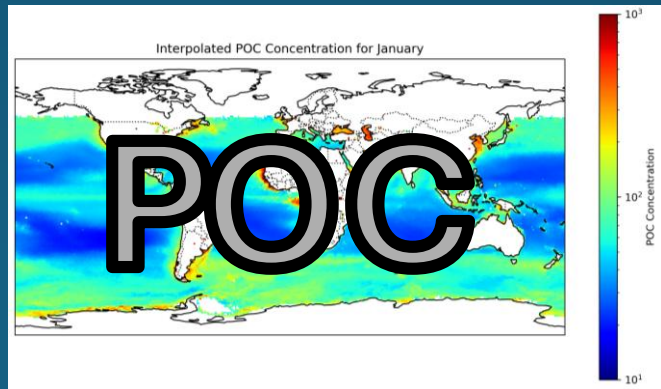 Interpolated POC Concentration for January
POC
10³
10²
10¹
POC Concentration